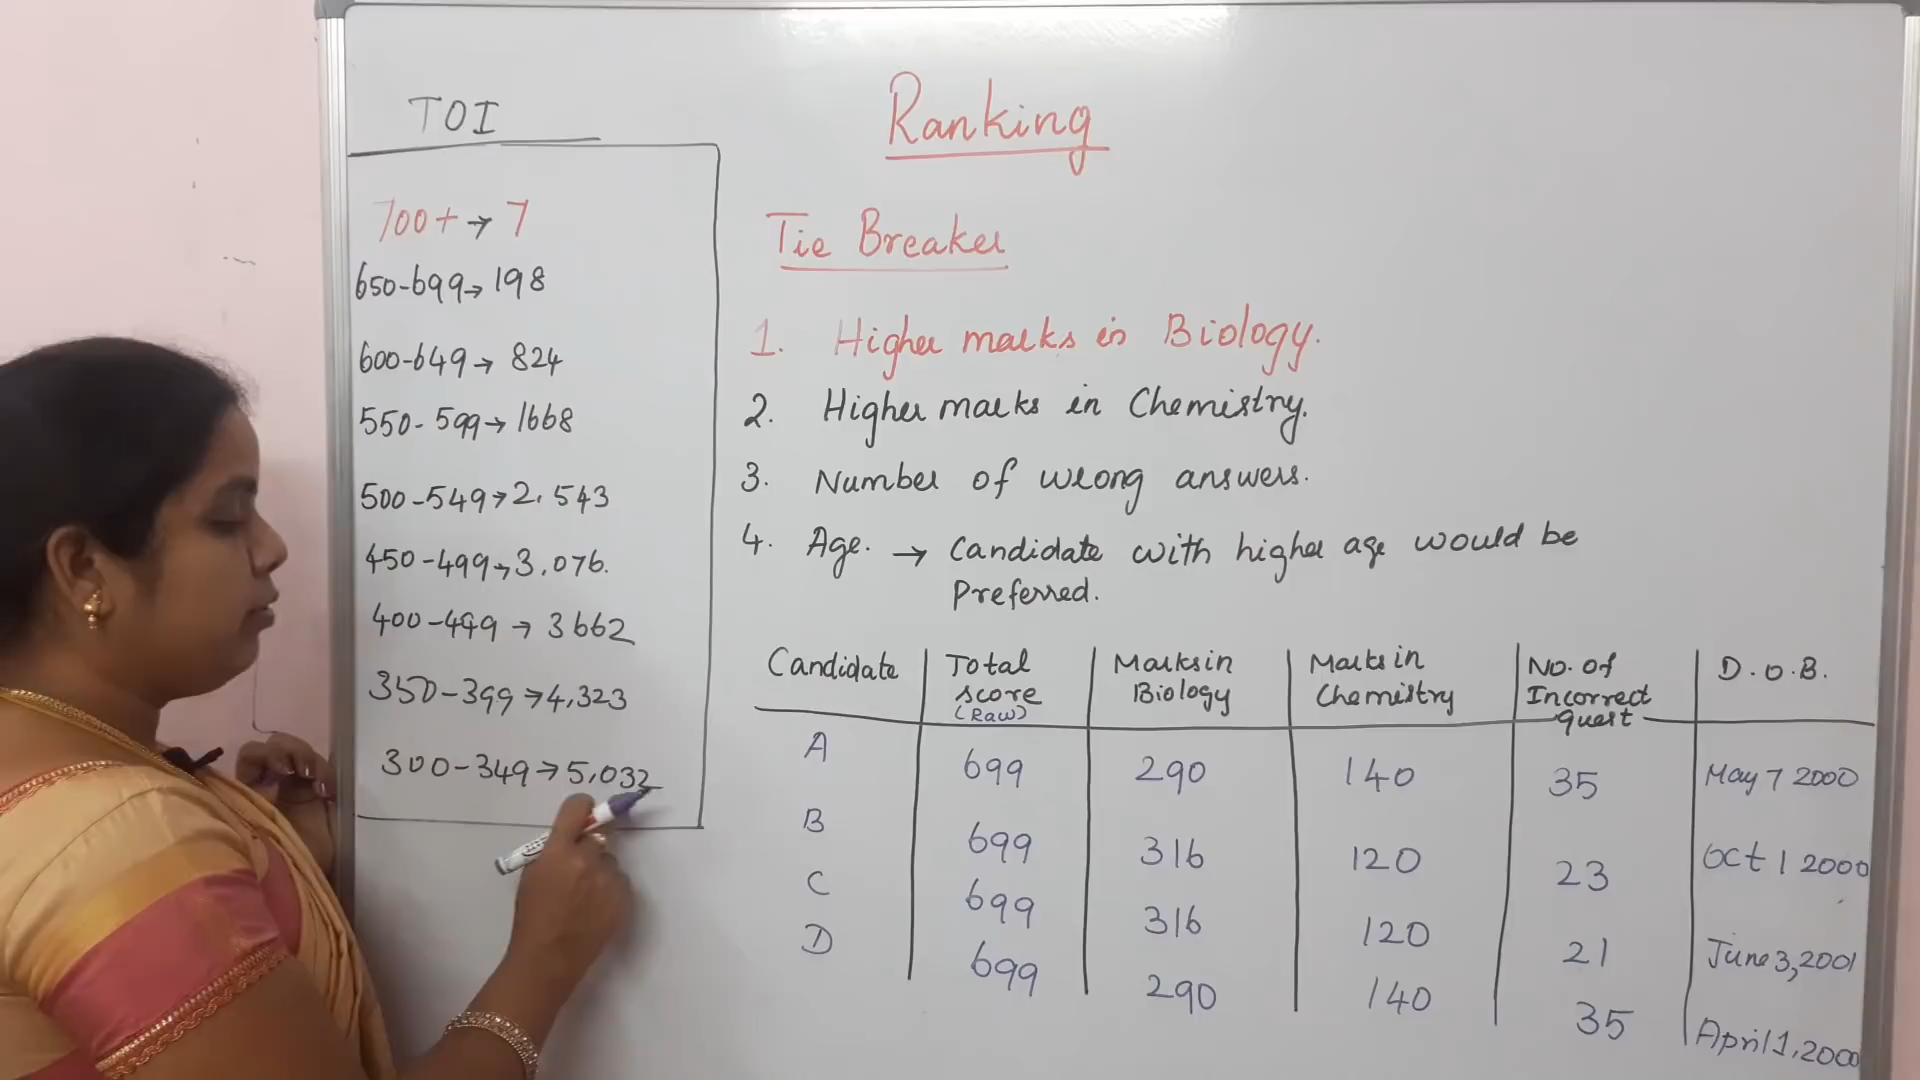 TOI
700+ → 7
650-699→ 198
600-649 → 824
550-599→ 1668
500-549→2,543
450-499→3,076.
400-499 → 3662
350-399→4,323
300-349→5,032
Ranking
Tie Breaker
1. Higher marks in Biology.
2. Higher marks in Chemistry.
3. Number of wrong answers.
4. Age. → Candidate with higher age would be
Preferred.
Candidate | Total score (Raw) | Marks in Biology | Marks in Chemistry | No. of Incorrect quest | D.O.B.
A 699 290 140 35 May 7 2000
B 699 316 120 23 Oct 1 2000
C 699 316 120 21 June 3, 2001
D 699 290 140 35 April 1, 2000